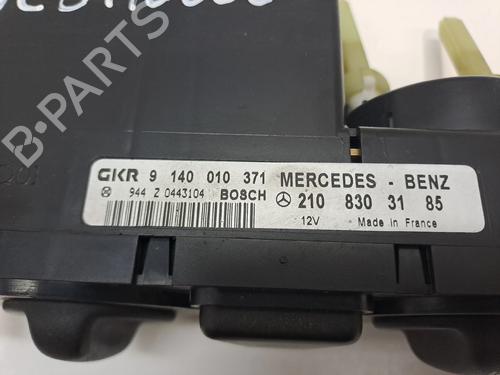 GKR 9 140 010 371 MERCEDES - BENZ
944 Z 0443104 BOSCH 210 830 31 85
12V Made in France
B-PARTS